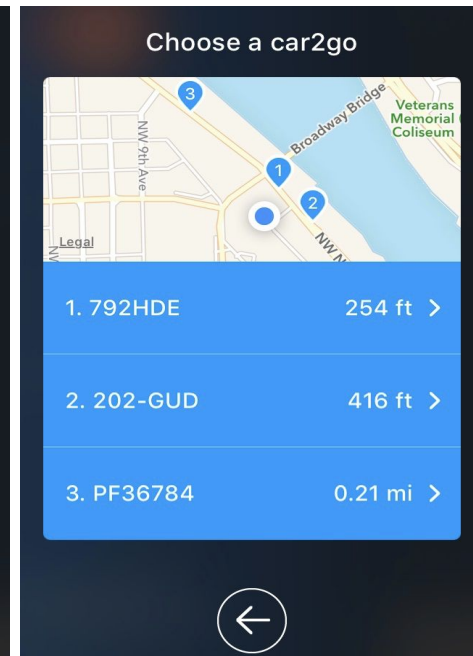 Choose a car2go
3
Broadway Bridge
Veterans
Memorial
Coliseum
NW 9th Ave
1
2
Legal
NW N
1. 792HDE 254 ft
2. 202-GUD 416 ft
3. PF36784 0.21 mi